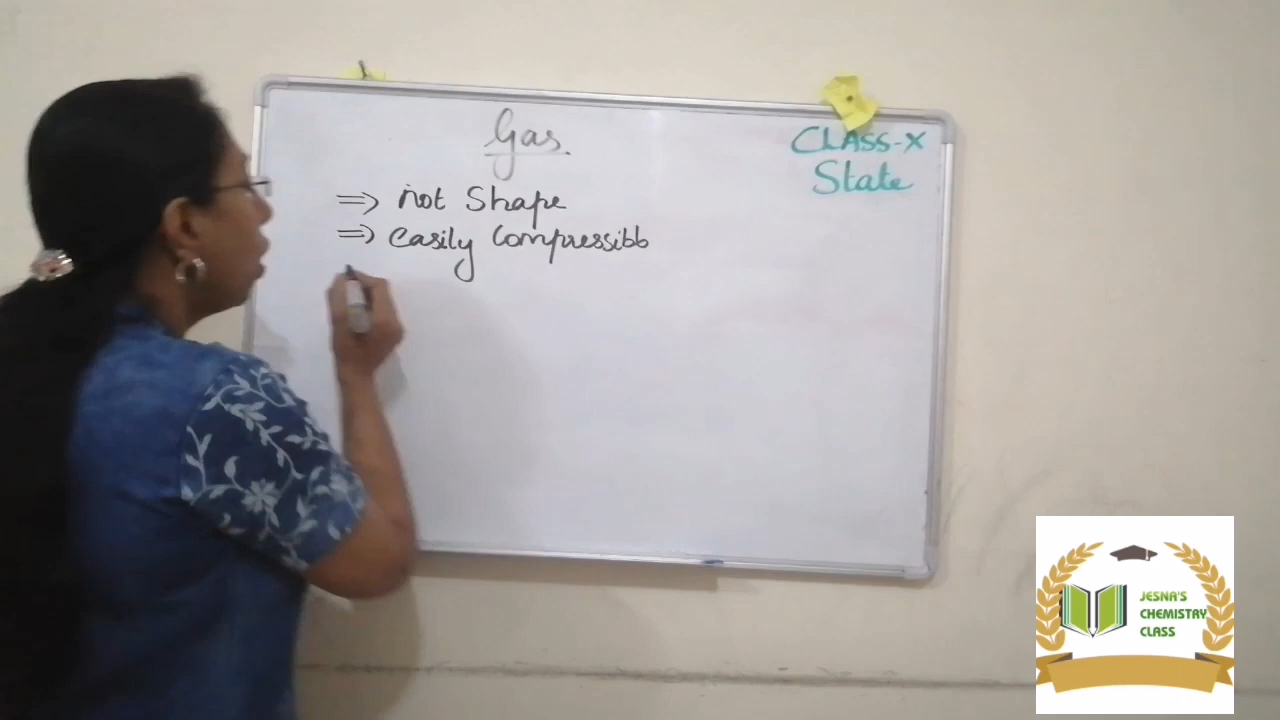 Gas
CLASS-X
State
⇒ not Shape
⇒ easily Compressibb
JESNA'S
CHEMISTRY
CLASS